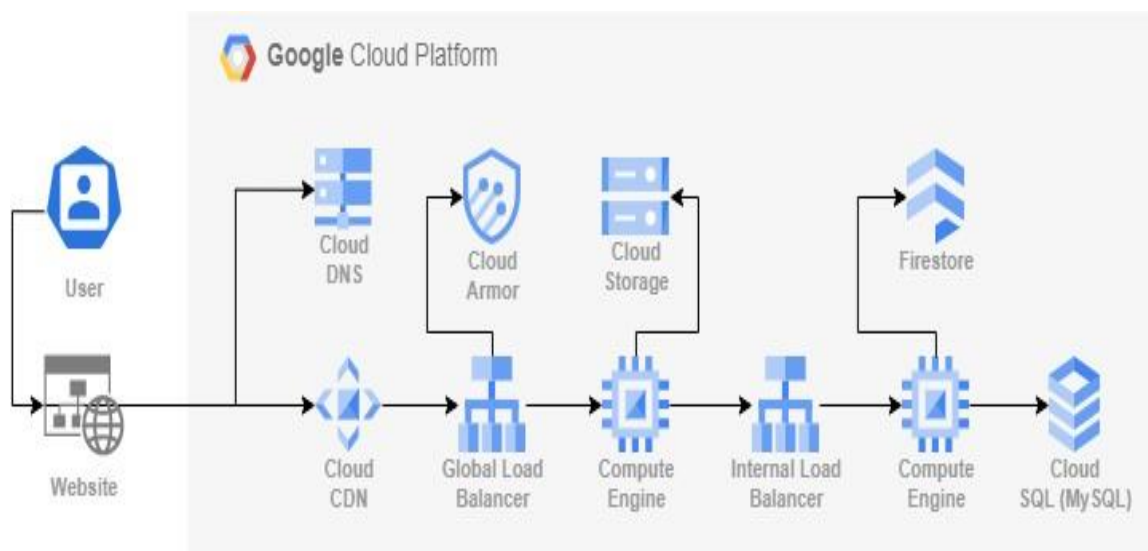 Google Cloud Platform
User
Cloud
DNS
Cloud
Armor
Cloud
Storage
Firestore
Website
Cloud
CDN
Global Load
Balancer
Compute
Engine
Internal Load
Balancer
Compute
Engine
Cloud
SQL (MySQL)